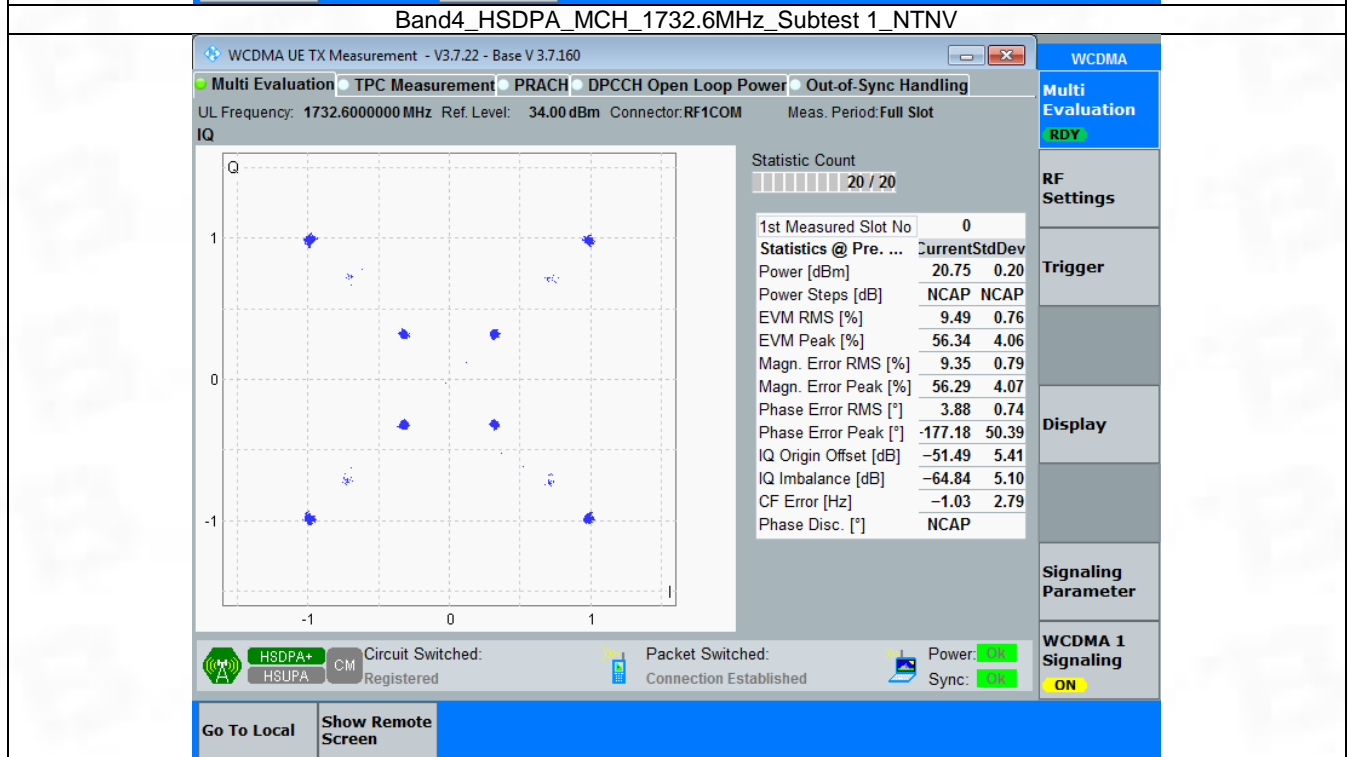 Band4_HSDPA_MCH_1732.6MHz_Subtest 1_NTNV
WCDMA UE TX Measurement - V3.7.22 - Base V 3.7.160
WCDMA
Multi Evaluation TPC Measurement PRACH DPCCH Open Loop Power Out-of-Sync Handling
Multi
Evaluation
RDY
UL Frequency: 1732.6000000 MHz Ref. Level: 34.00 dBm Connector: RF1COM Meas. Period: Full Slot
IQ
Q
1
0
-1
-1 0 1
I
Statistic Count
20 / 20
1st Measured Slot No 0
Statistics @ Pre. ... Current StdDev
Power [dBm] 20.75 0.20
Power Steps [dB] NCAP NCAP
EVM RMS [%] 9.49 0.76
EVM Peak [%] 56.34 4.06
Magn. Error RMS [%] 9.35 0.79
Magn. Error Peak [%] 56.29 4.07
Phase Error RMS [°] 3.88 0.74
Phase Error Peak [°] -177.18 50.39
IQ Origin Offset [dB] −51.49 5.41
IQ Imbalance [dB] −64.84 5.10
CF Error [Hz] −1.03 2.79
Phase Disc. [°] NCAP
RF
Settings
Trigger
Display
Signaling
Parameter
WCDMA 1
Signaling
ON
HSDPA+
HSUPA
CM
Circuit Switched:
Registered
Packet Switched:
Connection Established
Power: Ok
Sync: Ok
Go To Local
Show Remote
Screen